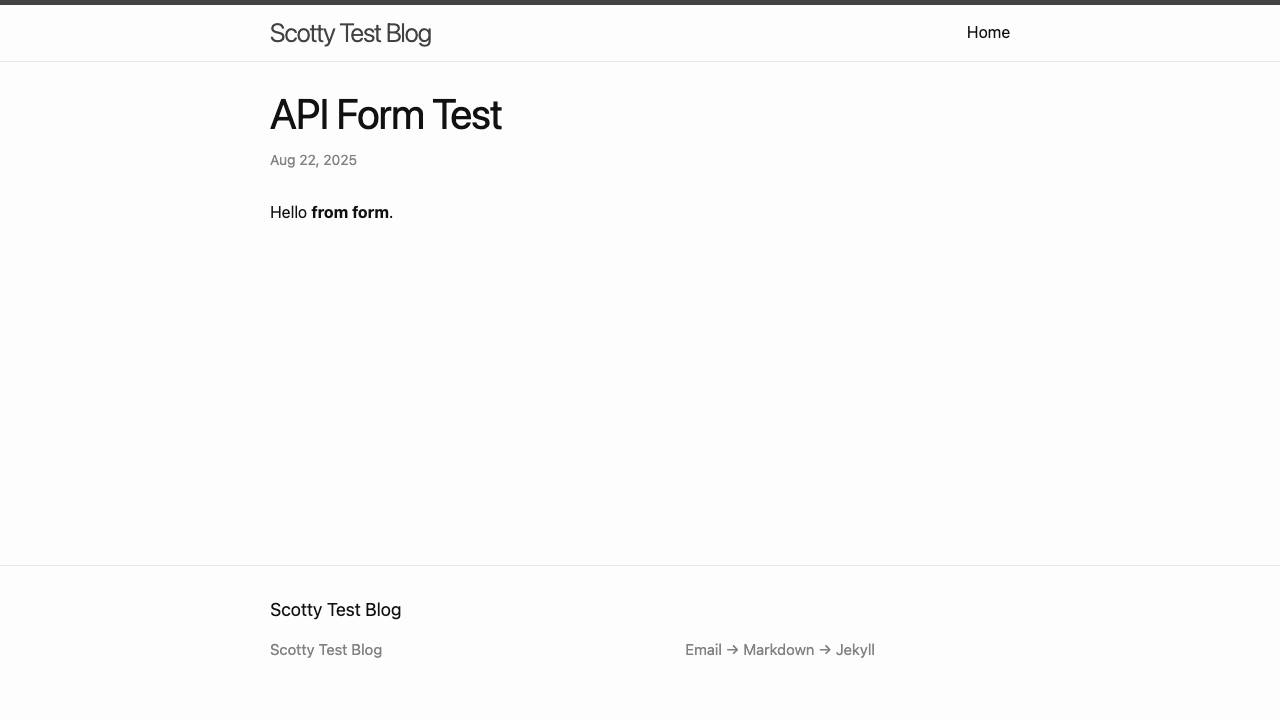 Scotty Test Blog
Home
API Form Test
Aug 22, 2025
Hello from form.
Scotty Test Blog
Scotty Test Blog
Email → Markdown → Jekyll